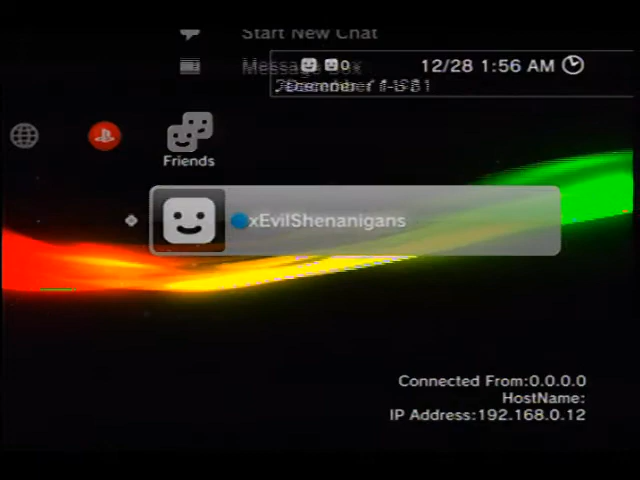 Start New Chat
Message Box
0
12/28 1:56 AM
Friends
xEvilShenanigans
Connected From:0.0.0.0
HostName:
IP Address:192.168.0.12